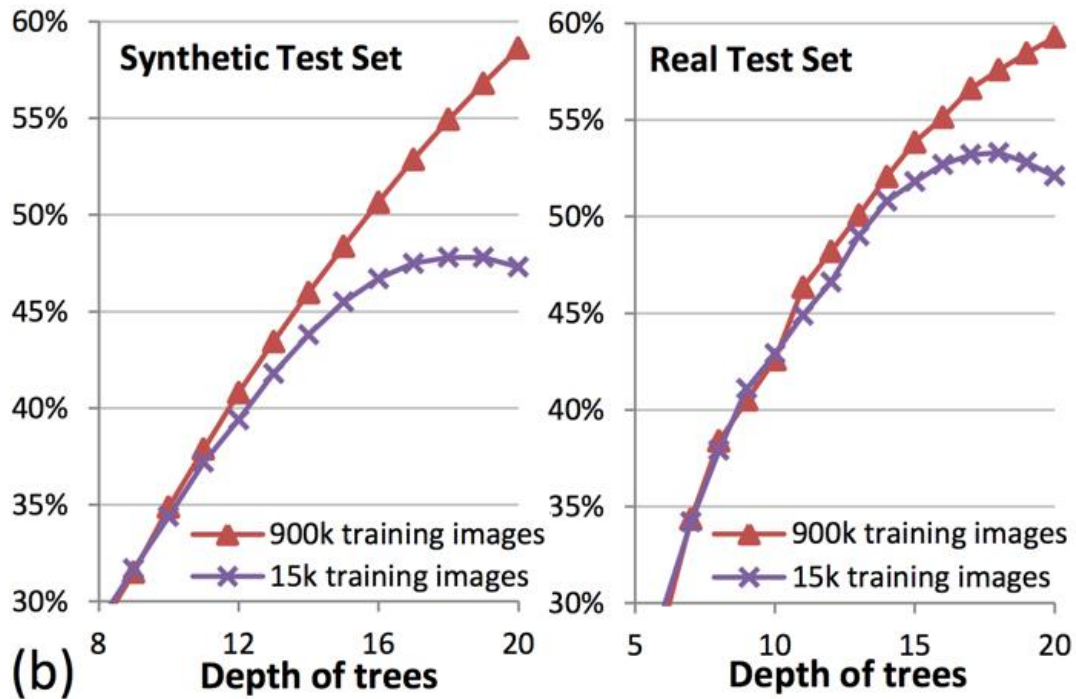 Synthetic Test Set
60%
55%
50%
45%
40%
35%
30%
900k training images
15k training images
8 12 16 20
Depth of trees
(b)
Real Test Set
60%
55%
50%
45%
40%
35%
30%
900k training images
15k training images
5 10 15 20
Depth of trees